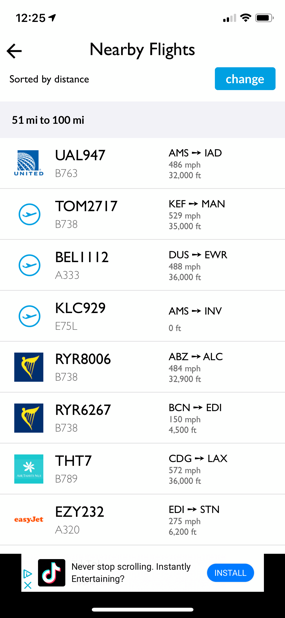 12:25
Nearby Flights
Sorted by distance
change
51 mi to 100 mi
UNITED
UAL947
B763
AMS → IAD
486 mph
32,000 ft
TOM2717
B738
KEF → MAN
529 mph
35,000 ft
BEL1112
A333
DUS → EWR
488 mph
36,000 ft
KLC929
E75L
AMS → INV
0 ft
RYR8006
B738
ABZ → ALC
484 mph
32,900 ft
RYR6267
B738
BCN → EDI
150 mph
4,500 ft
THT7
B789
CDG → LAX
572 mph
36,000 ft
easyJet
EZY232
A320
EDI → STN
275 mph
6,200 ft
Never stop scrolling. Instantly
Entertaining?
INSTALL